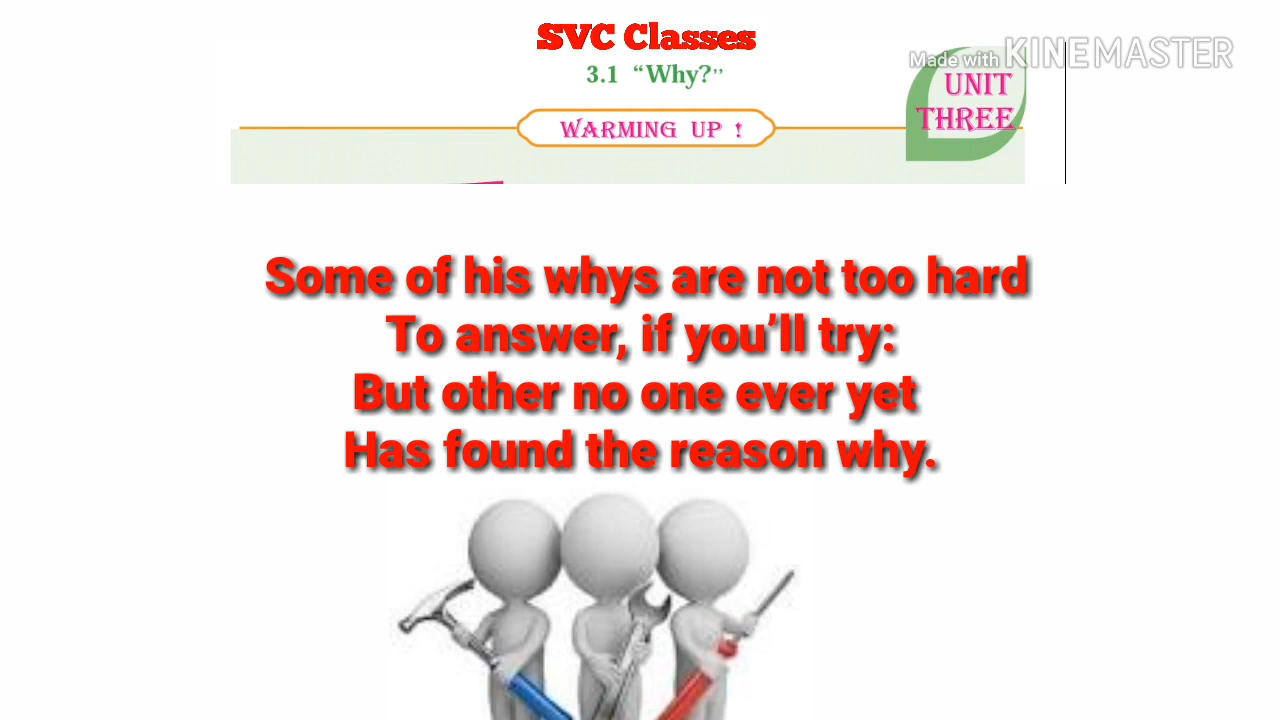 SVC Classes
Made with KINEMASTER
3.1 “Why?”
UNIT
THREE
WARMING UP !
Some of his whys are not too hard
To answer, if you’ll try:
But other no one ever yet
Has found the reason why.